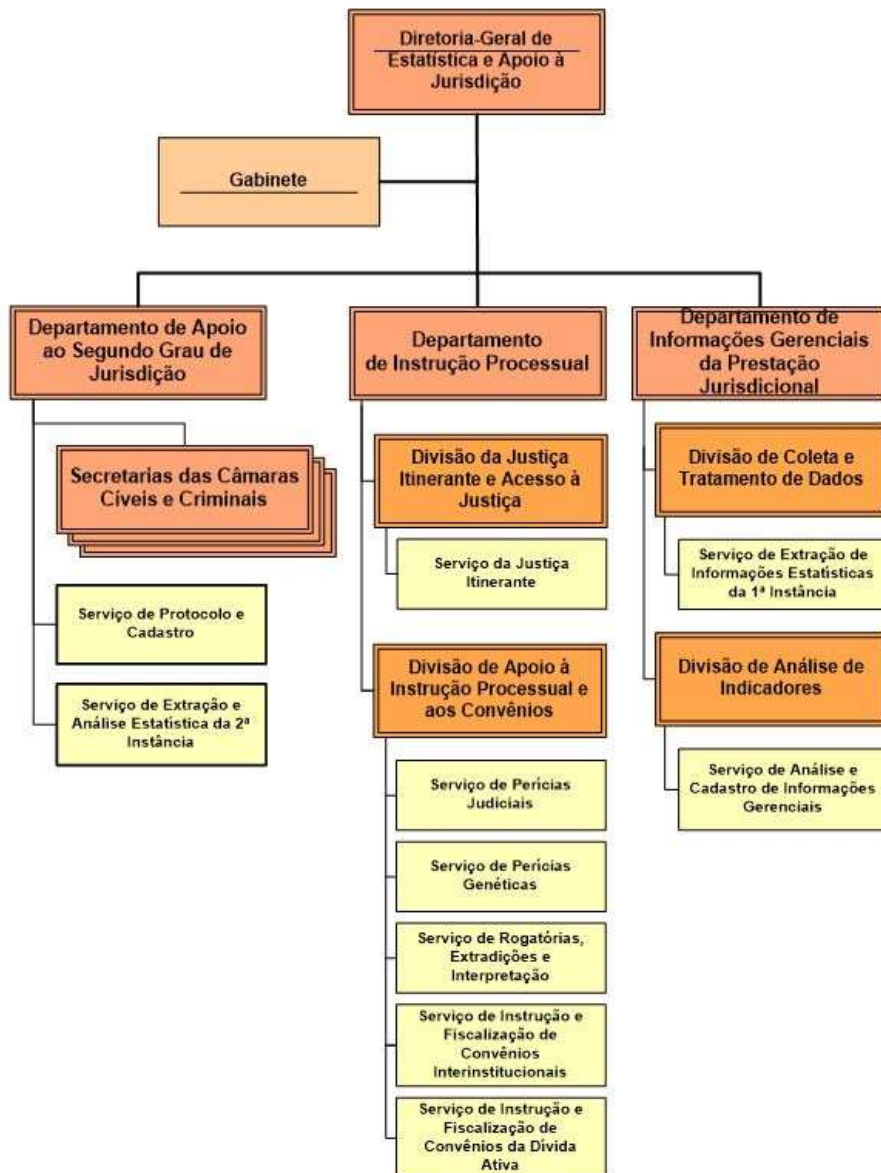 Diretoria-Geral de
Estatística e Apoio à
Jurisdição
Gabinete
Departamento de Apoio
ao Segundo Grau de
Jurisdição
Secretarias das Câmaras
Cíveis e Criminais
Serviço de Protocolo e
Cadastro
Serviço de Extração e
Análise Estatística da 2ª
Instância
Departamento
de Instrução Processual
Divisão da Justiça
Itinerante e Acesso à
Justiça
Serviço da Justiça
Itinerante
Divisão de Apoio à
Instrução Processual e
aos Convênios
Serviço de Perícias
Judiciais
Serviço de Perícias
Genéticas
Serviço de Rogatórias,
Extradições e
Interpretação
Serviço de Instrução e
Fiscalização de
Convênios
Interinstitucionais
Serviço de Instrução e
Fiscalização de
Convênios da Dívida
Ativa
Departamento de
Informações Gerenciais
da Prestação
Jurisdicional
Divisão de Coleta e
Tratamento de Dados
Serviço de Extração de
Informações Estatísticas
da 1ª Instância
Divisão de Análise de
Indicadores
Serviço de Análise e
Cadastro de Informações
Gerenciais